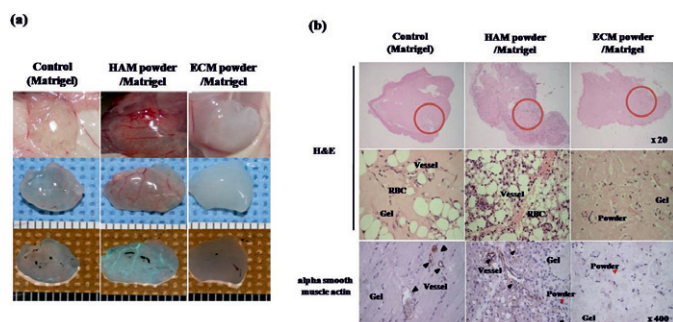 (a)
Control
(Matrigel)
HAM powder
/Matrigel
ECM powder
/Matrigel
(b)
Control
(Matrigel)
HAM powder
/Matrigel
ECM powder
/Matrigel
H&E
x 20
Vessel
RBC
Gel
Vessel
RBC
Gel
Powder
alpha smooth
muscle actin
Gel
Vessel
Gel
Vessel
Powder
Powder
Gel
x 400